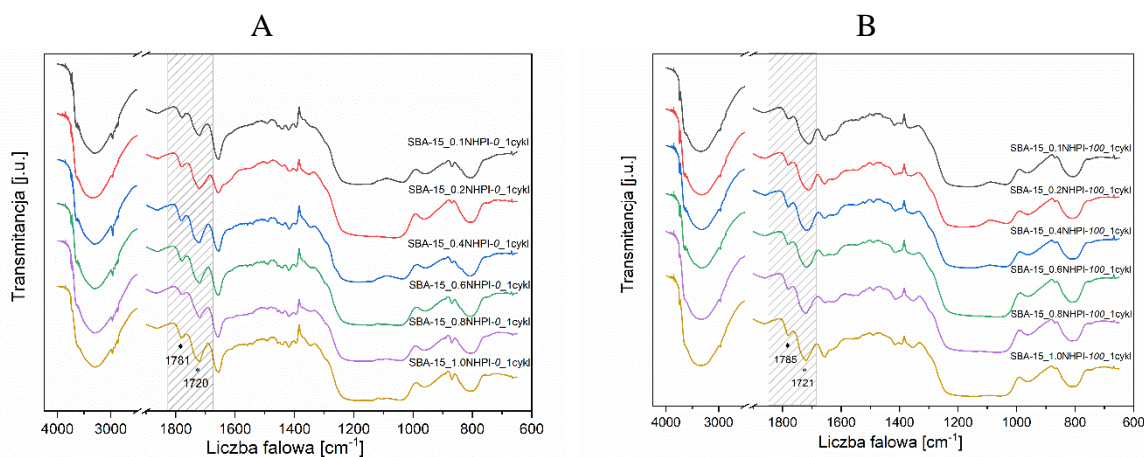 A
B
Transmitancja [j.u.]
SBA-15_0.1NHPI-0_1cykl
SBA-15_0.2NHPI-0_1cykl
SBA-15_0.4NHPI-0_1cykl
SBA-15_0.6NHPI-0_1cykl
SBA-15_0.8NHPI-0_1cykl
SBA-15_1.0NHPI-0_1cykl
1781
1720
4000 3000 1800 1600 1400 1200 1000 800 600
Liczba falowa [cm-1]
Transmitancja [j.u.]
SBA-15_0.1NHPI-100_1cykl
SBA-15_0.2NHPI-100_1cykl
SBA-15_0.4NHPI-100_1cykl
SBA-15_0.6NHPI-100_1cykl
SBA-15_0.8NHPI-100_1cykl
SBA-15_1.0NHPI-100_1cykl
1785
1721
4000 3000 1800 1600 1400 1200 1000 800 600
Liczba falowa [cm-1]